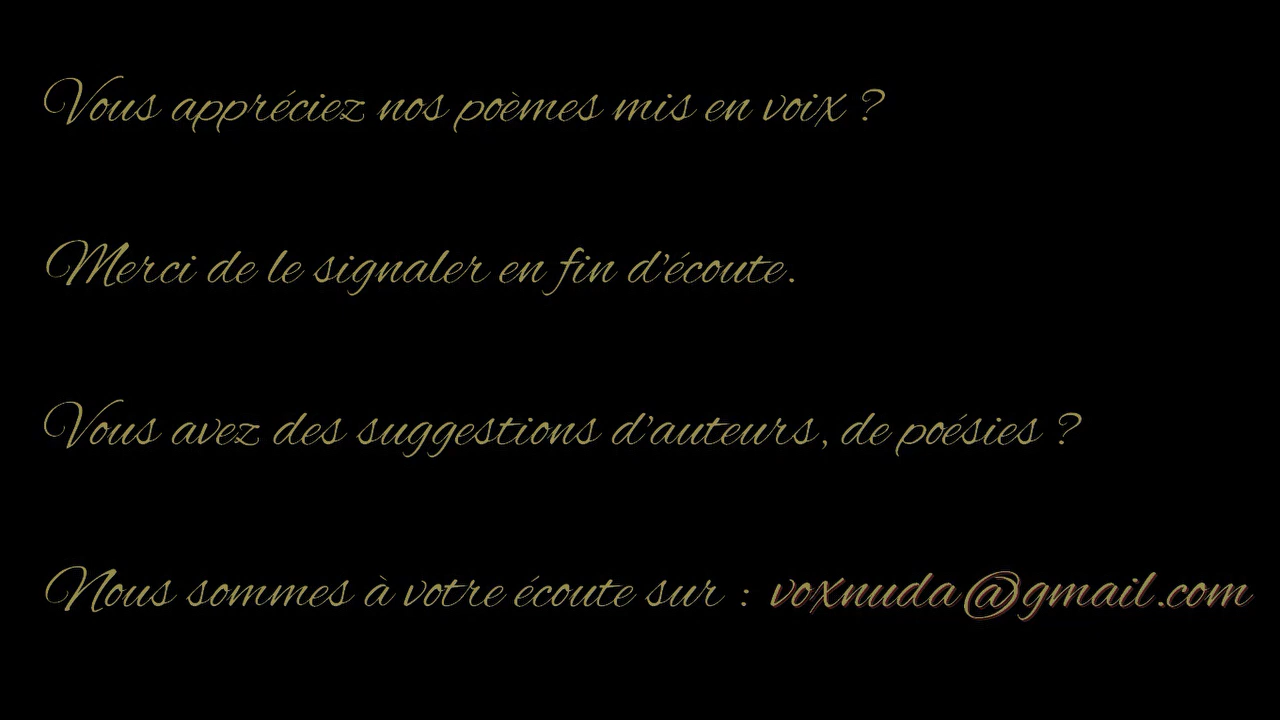 Vous appréciez nos poèmes mis en voix ?
Merci de le signaler en fin d'écoute.
Vous avez des suggestions d'auteurs, de poésies ?
Nous sommes à votre écoute sur : voxnuda@gmail.com